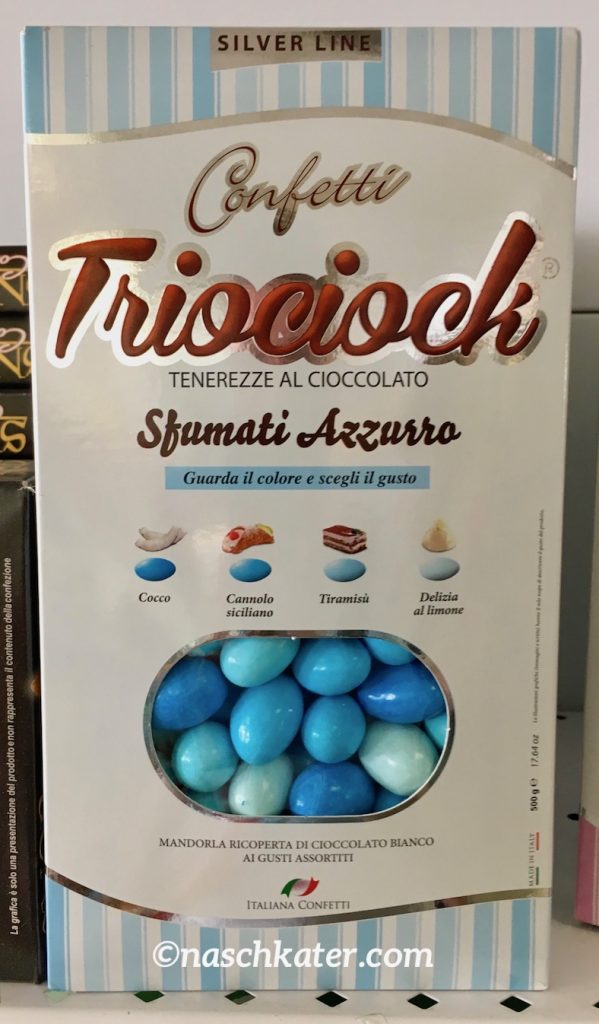 SILVER LINE
Confetti
Triociock
R
TENEREZZE AL CIOCCOLATO
Sfumati Azzurro
Guarda il colore e scegli il gusto
Cocco
Cannolo
siciliano
Tiramisù
Delizia
al limone
MANDORLA RICOPERTA DI CIOCCOLATO BIANCO
AI GUSTI ASSORTITI
ITALIANA CONFETTI
500 g e 17.64 oz
MADE IN ITALY
La grafica è solo una presentazione del prodotto e non rappresenta il contenuto della confezione
©naschkater.com